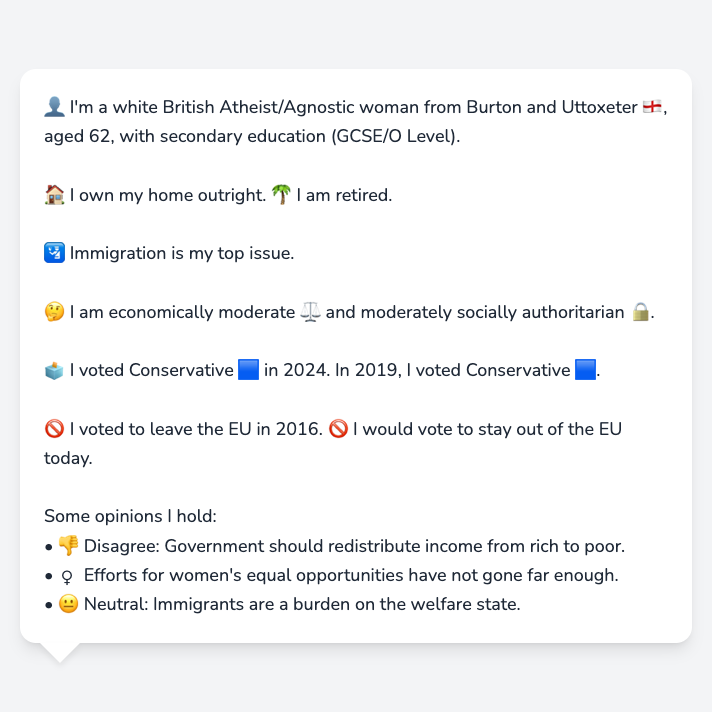 👤 I'm a white British Atheist/Agnostic woman from Burton and Uttoxeter 🏴󠁧󠁢󠁥󠁮󠁧󠁿,
aged 62, with secondary education (GCSE/O Level).
🏠 I own my home outright. 🌴 I am retired.
🛂 Immigration is my top issue.
🤔 I am economically moderate ⚖️ and moderately socially authoritarian 🔒.
🗳️ I voted Conservative 🟦 in 2024. In 2019, I voted Conservative 🟦.
🚫 I voted to leave the EU in 2016. 🚫 I would vote to stay out of the EU
today.
Some opinions I hold:
• 👎 Disagree: Government should redistribute income from rich to poor.
• ♀ Efforts for women's equal opportunities have not gone far enough.
• 😐 Neutral: Immigrants are a burden on the welfare state.